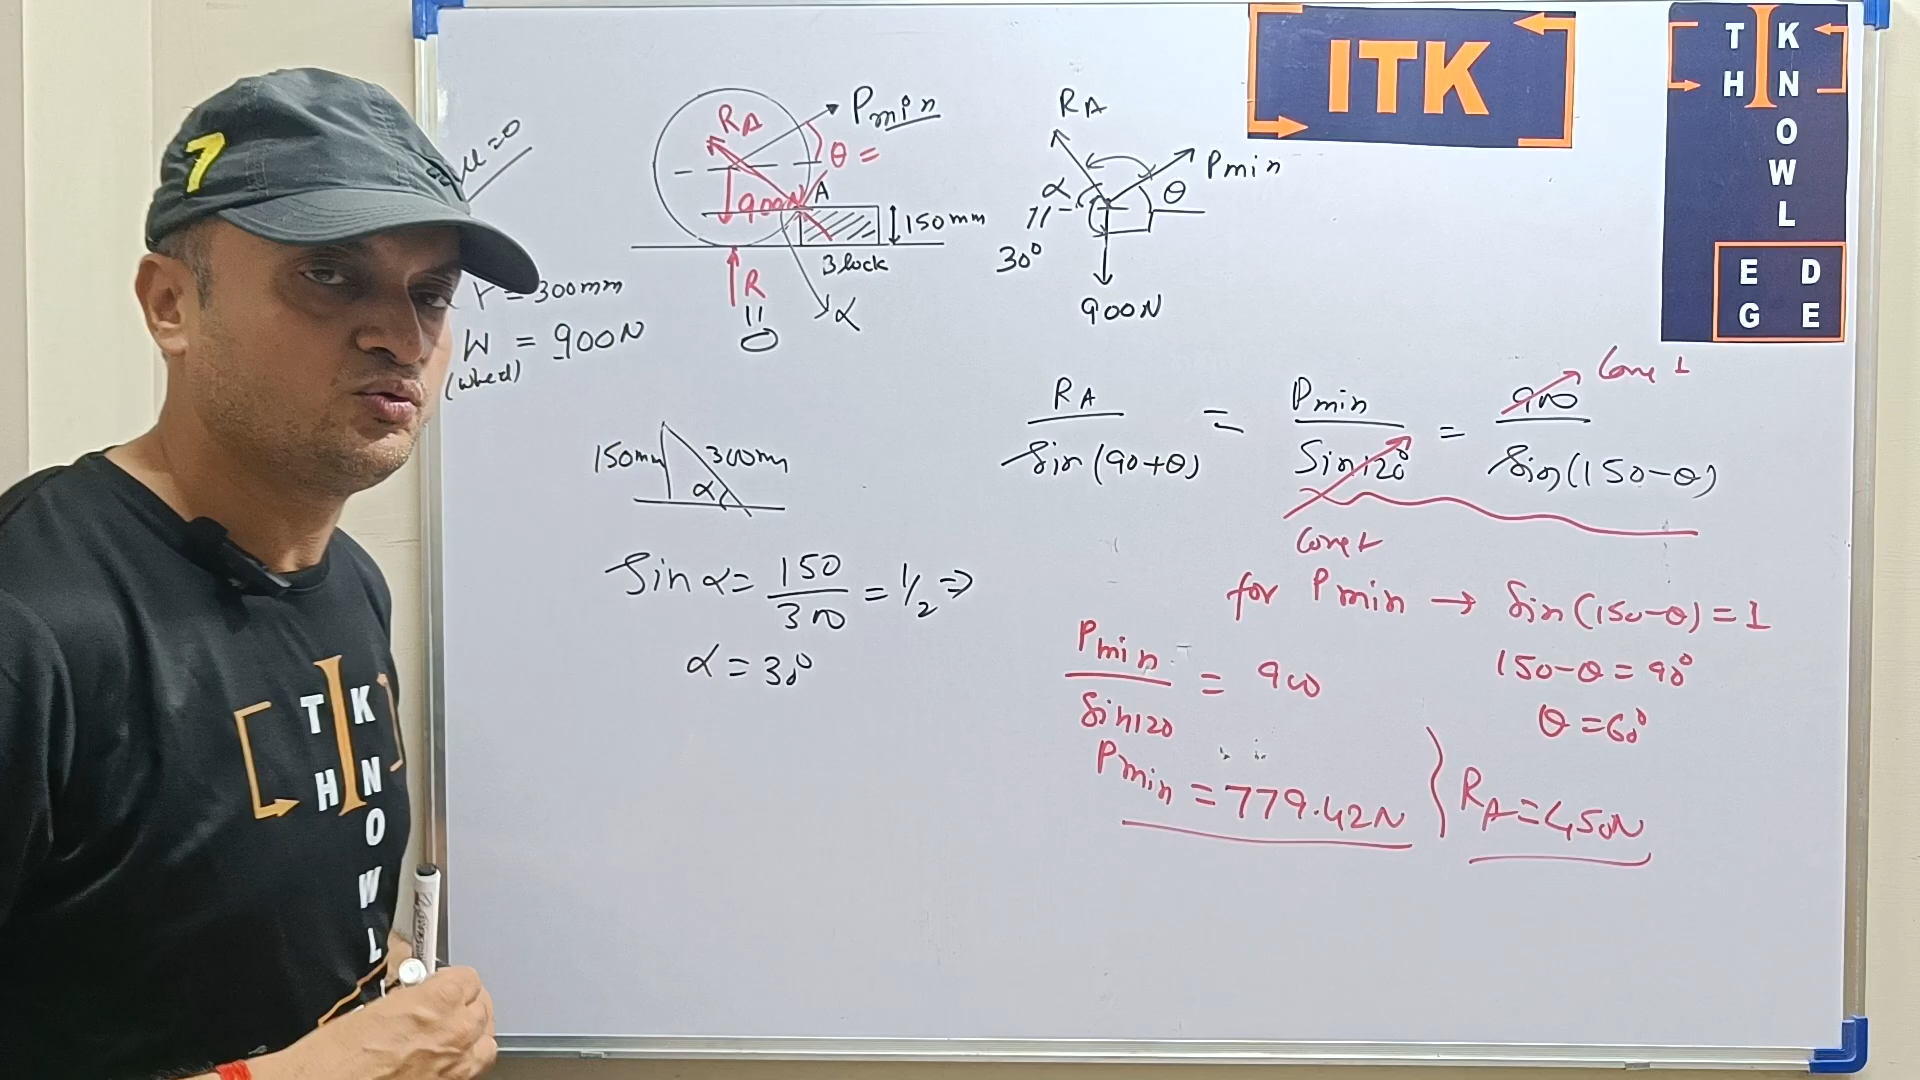 7
μ=0
r = 300mm
W = 900N
(wheel)
RA
Pmin
θ =
900N
A
150mm
Block
R
=
0
α
RA
Pmin
α
=
30°
θ
900N
ITK
T I K
H N
O
W
L
E D
G E
150mm
300mm
α
Sin α = 150/300 = 1/2 ⇒
α = 30°
RA/Sin(90+θ) = Pmin/Sin120° = 900/Sin(150-θ)
Const
Const
for Pmin → Sin(150-θ) = 1
150-θ = 90°
θ = 60°
Pmin/Sin120 = 900
Pmin = 779.42N
RA = 450N
T I K
H N
O
W
L